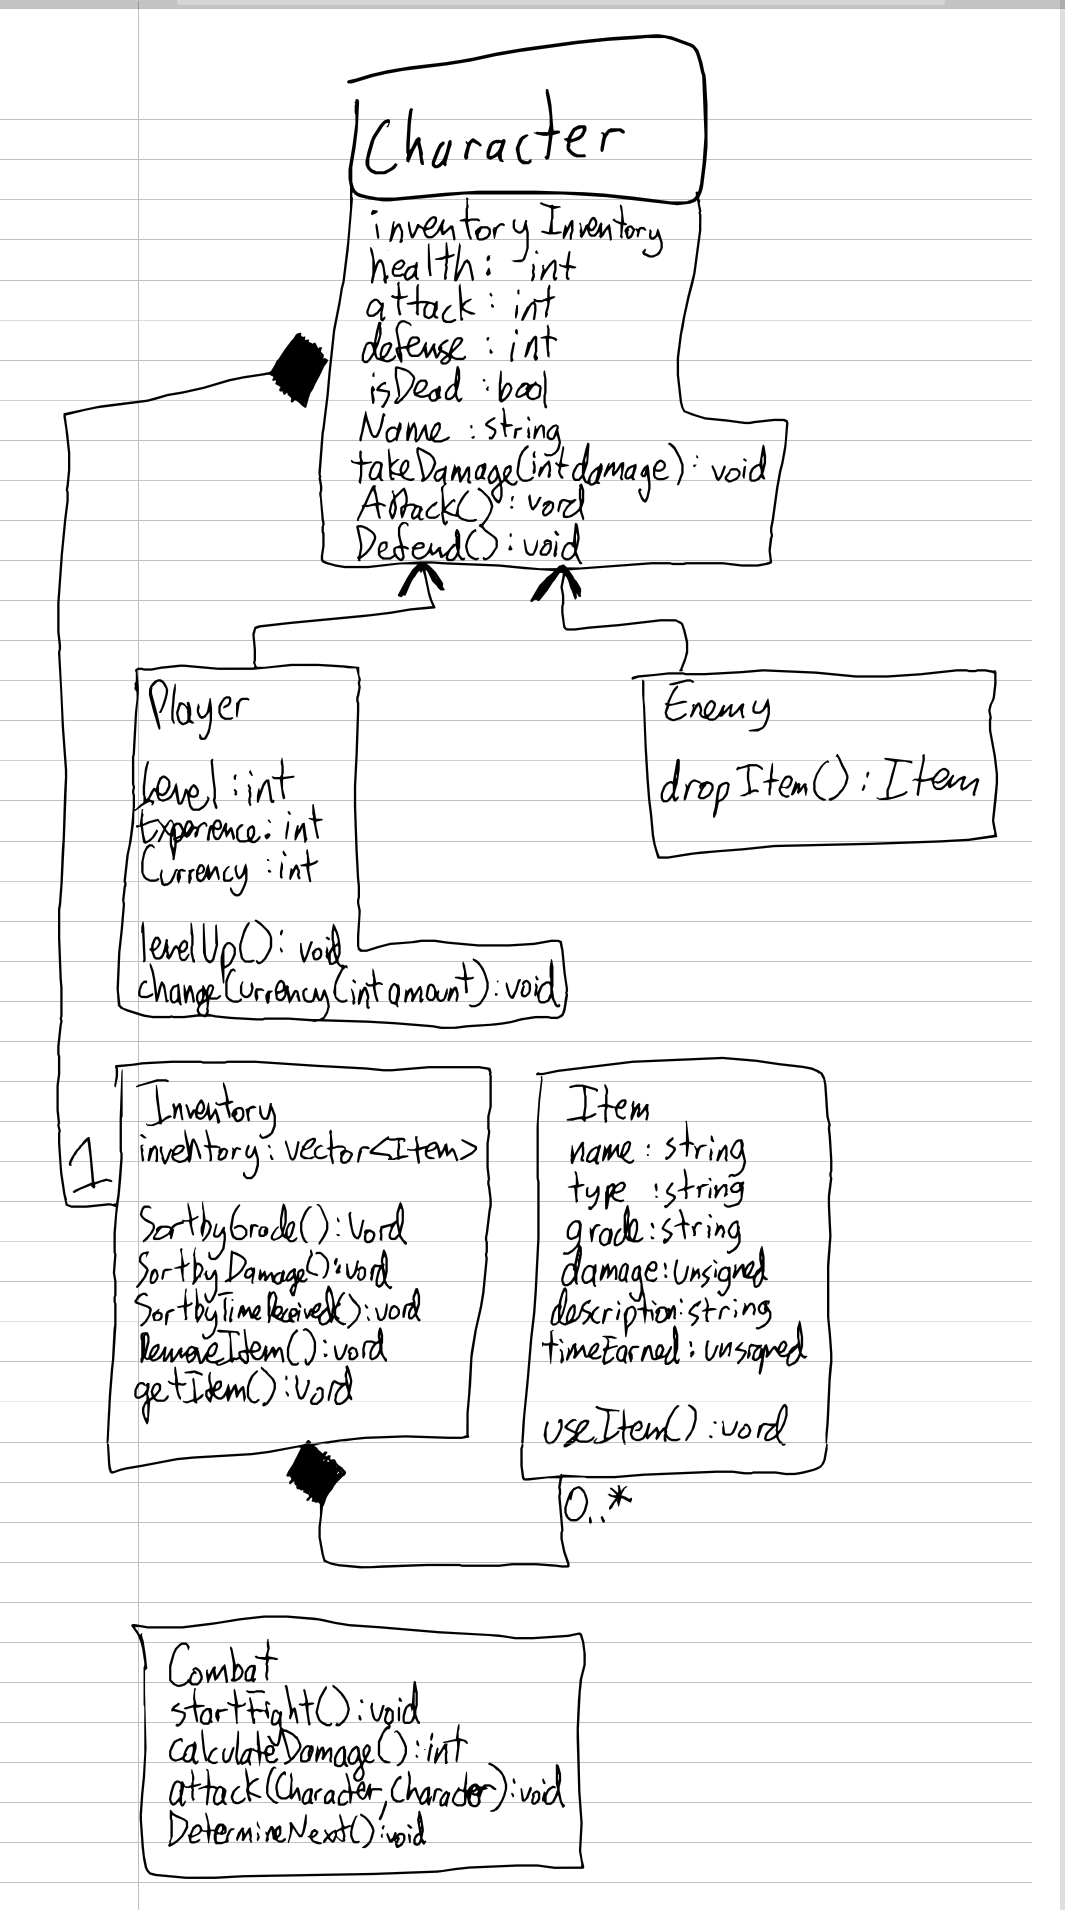 Character
inventory Inventory
health: int
attack: int
defense: int
isDead: bool
Name: string
takeDamage(int damage): void
Attack(): void
Defend(): void
Player
Level: int
Experience: int
Currency: int
levelUp(): void
changeCurrency(int amount): void
Enemy
dropItem(): Item
1
Inventory
inventory: vector<Item>
SortbyGrade(): void
SortbyDamage(): void
SortbyTimeReceived(): void
RemoveItem(): void
getItem(): void
Item
name: string
type: string
grade: string
damage: unsigned
description: string
timeEarned: unsigned
useItem(): void
0..*
Combat
startFight(): void
calculateDamage(): int
attack(Character, Character): void
DetermineNext(): void